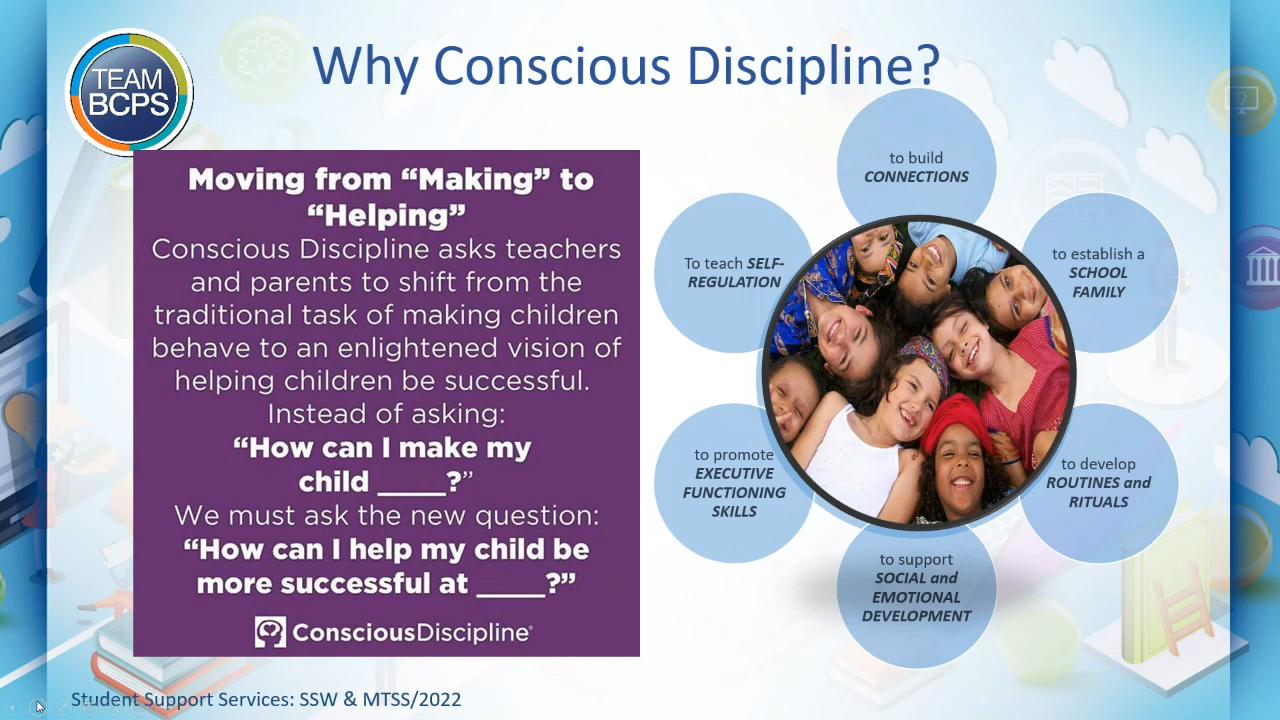 Why Conscious Discipline?
TEAM
BCPS
Moving from “Making” to
“Helping”
Conscious Discipline asks teachers
and parents to shift from the
traditional task of making children
behave to an enlightened vision of
helping children be successful.
Instead of asking:
“How can I make my
child _____?”
We must ask the new question:
“How can I help my child be
more successful at _____?”
ConsciousDiscipline®
to build
CONNECTIONS
to establish a
SCHOOL
FAMILY
to develop
ROUTINES and
RITUALS
to support
SOCIAL and
EMOTIONAL
DEVELOPMENT
to promote
EXECUTIVE
FUNCTIONING
SKILLS
To teach SELF-
REGULATION
Student Support Services: SSW & MTSS/2022